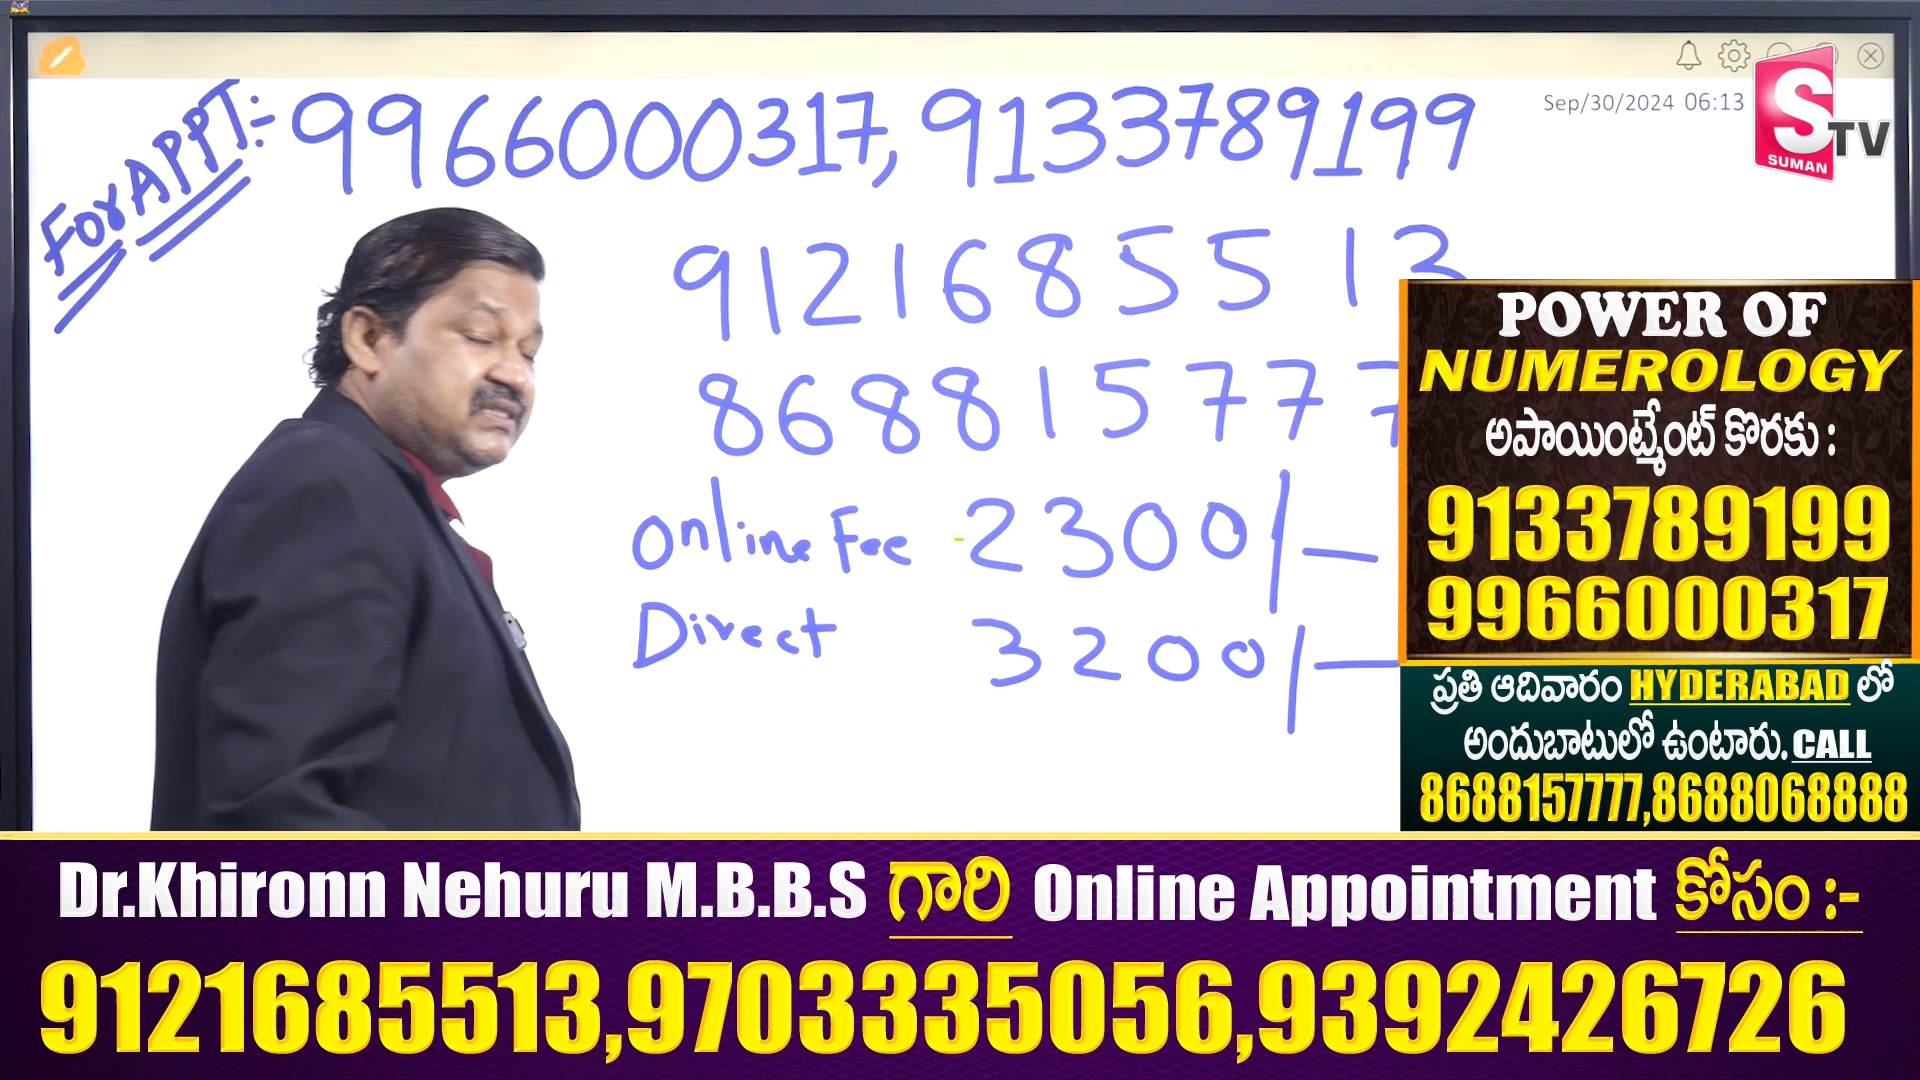 For APPT:- 9966000317, 9133789199
Sep/30/2024 06:13
S
TV
SUMAN
9121685513
8688157777
Online Fee - 2300/-
Direct 3200/-
POWER OF
NUMEROLOGY
అపాయింట్మేంట్ కొరకు :
9133789199
9966000317
ప్రతి ఆదివారం HYDERABAD లో
అందుబాటులో ఉంటారు. CALL
8688157777,8688068888
Dr.Khironn Nehuru M.B.B.S గారి Online Appointment కోసం :-
9121685513,9703335056,9392426726